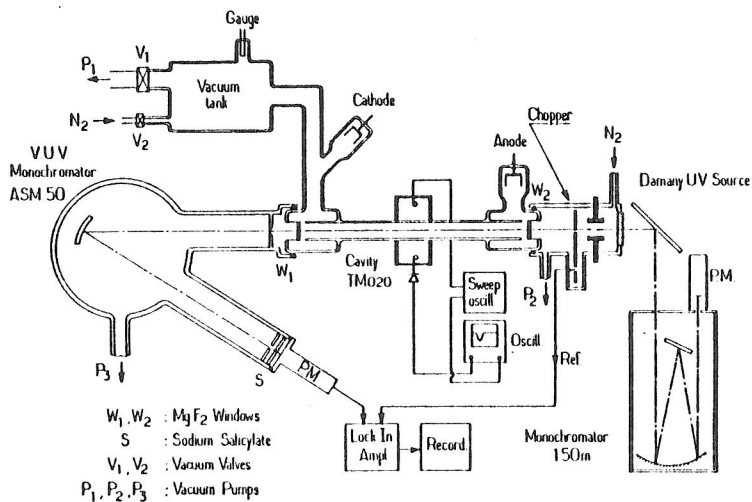 Gauge
P1
V1
Vacuum
tank
Cathode
N2
V2
VUV
Monochromator
ASM 50
Anode
Chopper
N2
W2
Damany UV Source
W1
Cavity
TM020
Sweep
oscill
P2
P.M.
Oscill
P3
S
PM
Ref
W1, W2 : MgF2 Windows
S : Sodium Salicylate
V1, V2 : Vacuum Valves
P1, P2, P3 : Vacuum Pumps
Lock In
Ampl
Record.
Monochromator
1.50m